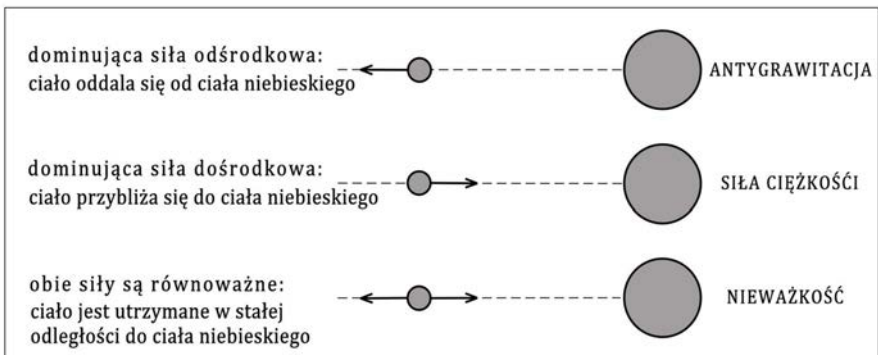 dominująca siła odśrodkowa:
ciało oddala się od ciała niebieskiego
ANTYGRAWITACJA
dominująca siła dośrodkowa:
ciało przybliża się do ciała niebieskiego
SIŁA CIĘŻKOŚĆI
obie siły są równoważne:
ciało jest utrzymane w stałej
odległości do ciała niebieskiego
NIEWAŻKOŚĆ